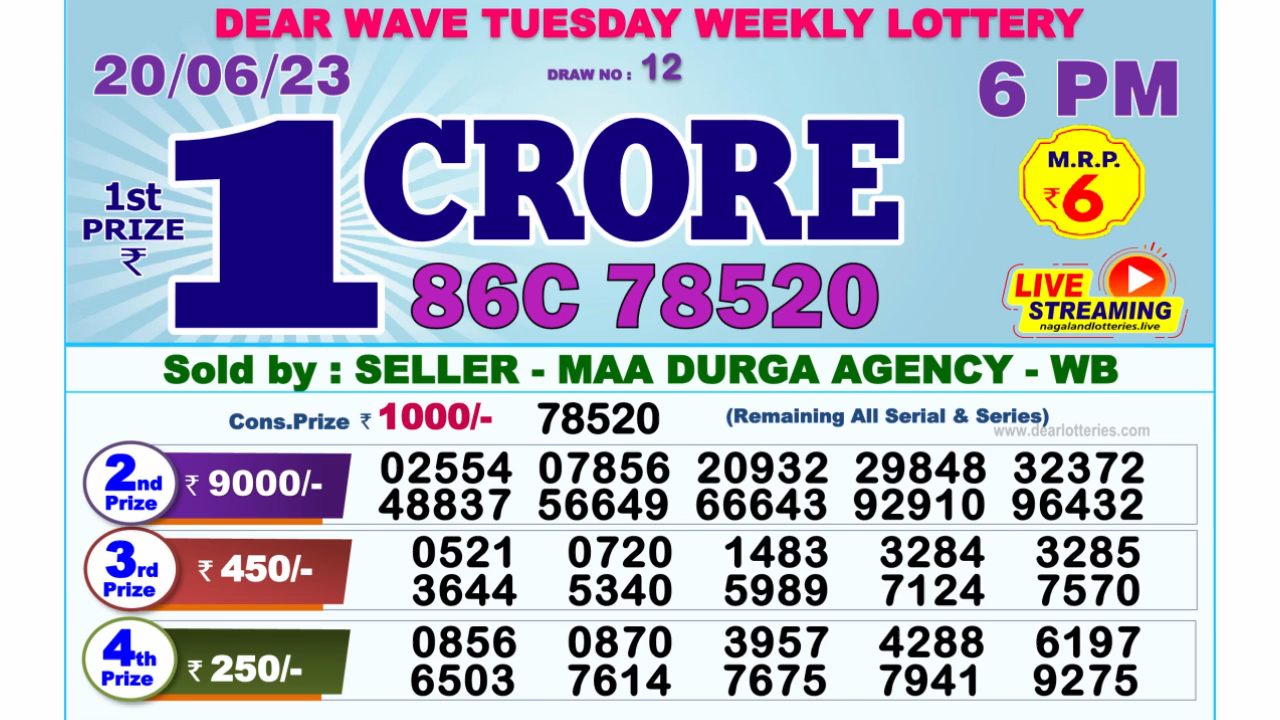 DEAR WAVE TUESDAY WEEKLY LOTTERY
20/06/23
DRAW NO : 12
6 PM
1 CRORE
M.R.P.
₹6
1st
PRIZE
₹
86C 78520
LIVE
STREAMING
nagalandlotteries.live
Sold by : SELLER - MAA DURGA AGENCY - WB
Cons.Prize ₹ 1000/- 78520 (Remaining All Serial & Series)
www.dearlotteries.com
2nd Prize ₹ 9000/-
02554 07856 20932 29848 32372
48837 56649 66643 92910 96432
3rd Prize ₹ 450/-
0521 0720 1483 3284 3285
3644 5340 5989 7124 7570
4th Prize ₹ 250/-
0856 0870 3957 4288 6197
6503 7614 7675 7941 9275